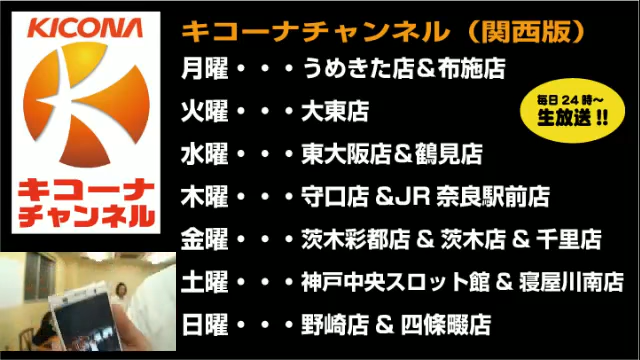 KICONA
キコーナ
チャンネル
キコーナチャンネル（関西版）
月曜・・・うめきた店＆布施店
火曜・・・大東店
毎日24時～
生放送!!
水曜・・・東大阪店＆鶴見店
木曜・・・守口店&JR奈良駅前店
金曜・・・茨木彩都店 & 茨木店 & 千里店
土曜・・・神戸中央スロット館 & 寝屋川南店
日曜・・・野崎店 & 四條畷店